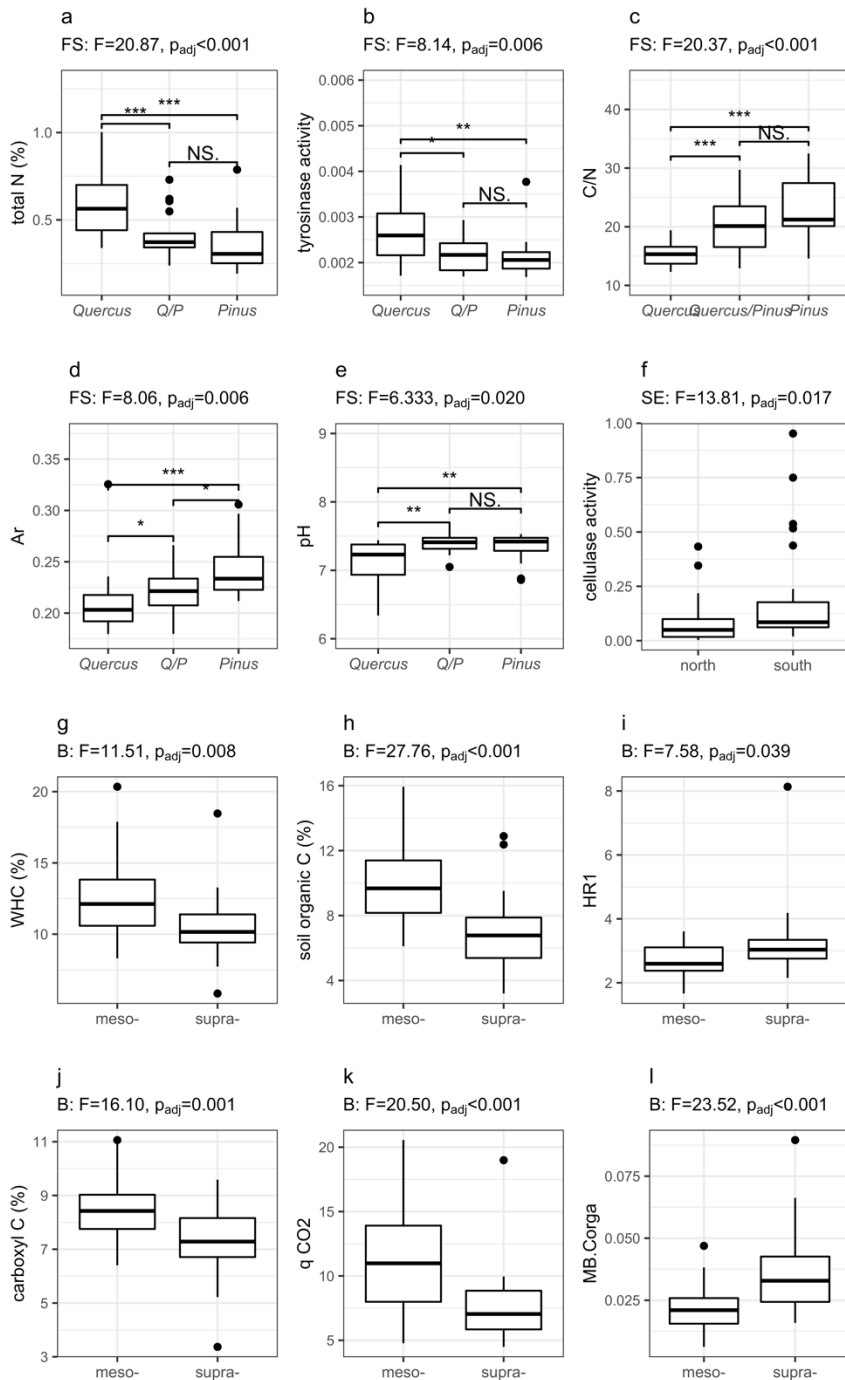 a
FS: F=20.87, padj<0.001
total N (%)
1.0
0.5
***
***
NS.
Quercus Q/P Pinus
b
FS: F=8.14, padj=0.006
tyrosinase activity
0.006
0.005
0.004
0.003
0.002
**
*
NS.
Quercus Q/P Pinus
c
FS: F=20.37, padj<0.001
C/N
40
30
20
10
***
NS.
***
Quercus Quercus/Pinus Pinus
d
FS: F=8.06, padj=0.006
Ar
0.35
0.30
0.25
0.20
***
*
*
Quercus Q/P Pinus
e
FS: F=6.333, padj=0.020
pH
9
8
7
6
**
NS.
**
Quercus Q/P Pinus
f
SE: F=13.81, padj=0.017
cellulase activity
1.00
0.75
0.50
0.25
0.00
north south
g
B: F=11.51, padj=0.008
WHC (%)
20
15
10
meso- supra-
h
B: F=27.76, padj<0.001
soil organic C (%)
16
12
8
4
meso- supra-
i
B: F=7.58, padj=0.039
HR1
8
6
4
2
meso- supra-
j
B: F=16.10, padj=0.001
carboxyl C (%)
11
9
7
5
3
meso- supra-
k
B: F=20.50, padj<0.001
q CO2
20
15
10
5
meso- supra-
l
B: F=23.52, padj<0.001
MB.Corga
0.075
0.050
0.025
meso- supra-